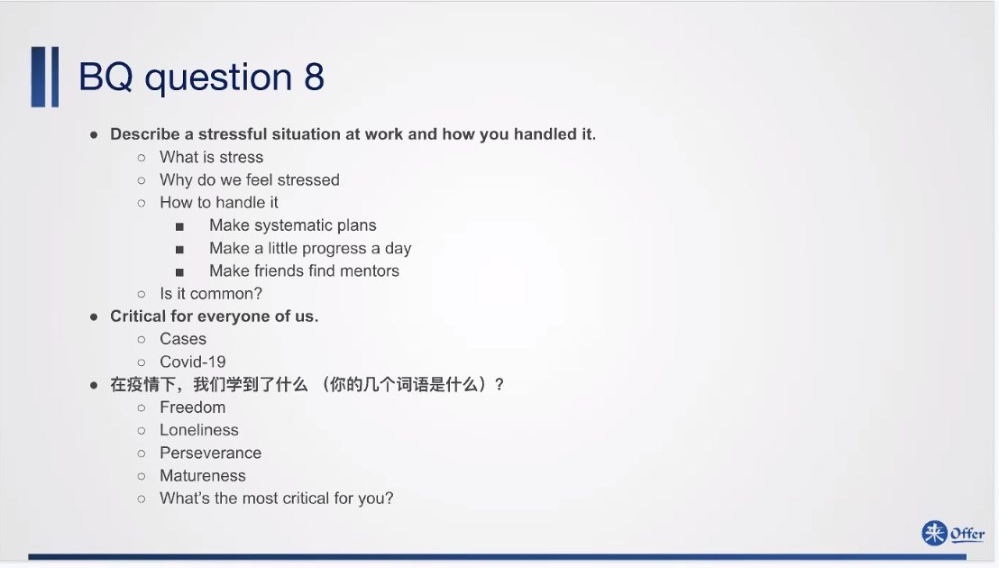 BQ question 8
● Describe a stressful situation at work and how you handled it.
○ What is stress
○ Why do we feel stressed
○ How to handle it
■ Make systematic plans
■ Make a little progress a day
■ Make friends find mentors
○ Is it common?
● Critical for everyone of us.
○ Cases
○ Covid-19
● 在疫情下，我们学到了什么 （你的几个词语是什么）?
○ Freedom
○ Loneliness
○ Perseverance
○ Matureness
○ What's the most critical for you?
来 Offer